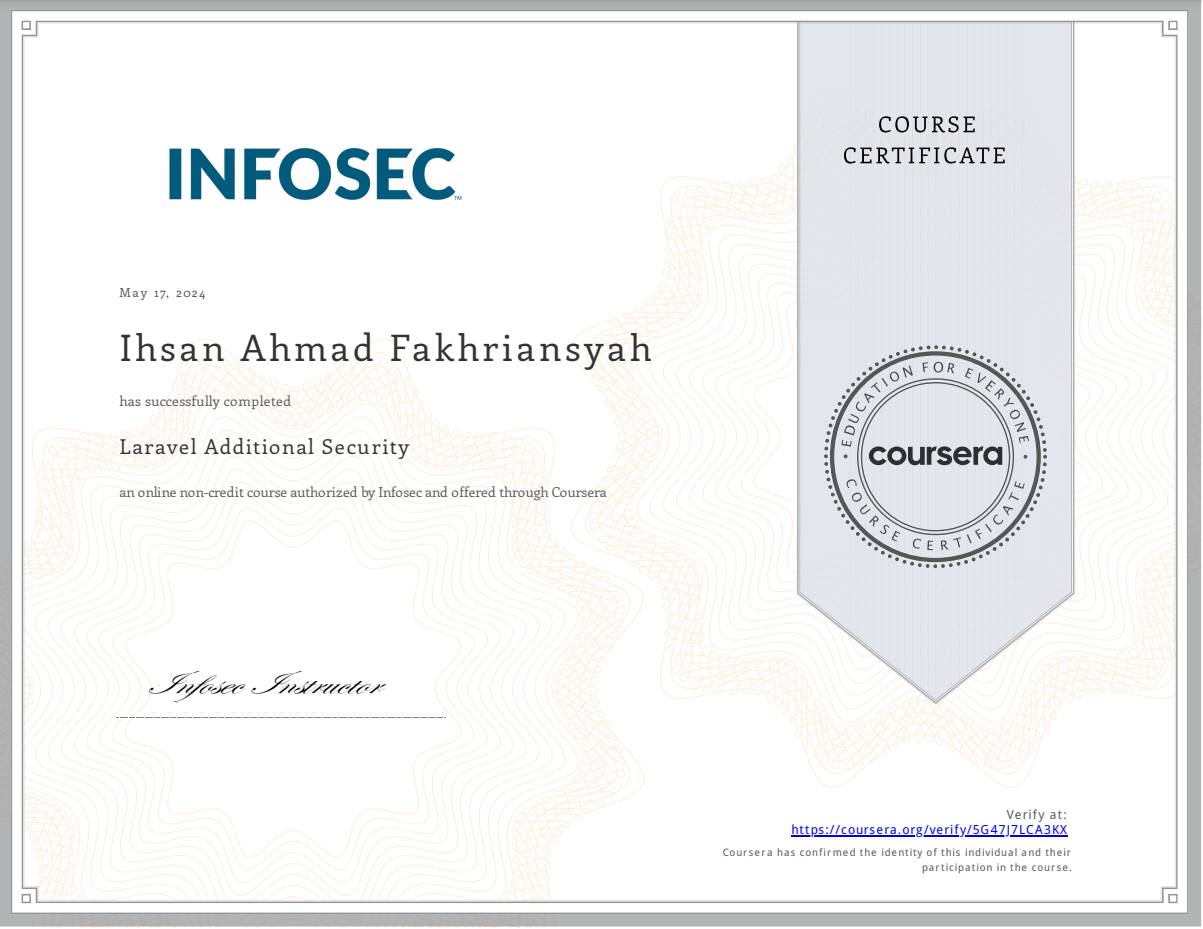 INFOSEC™
COURSE
CERTIFICATE
May 17, 2024
Ihsan Ahmad Fakhriansyah
has successfully completed
Laravel Additional Security
an online non-credit course authorized by Infosec and offered through Coursera
EDUCATION FOR EVERYONE
coursera
COURSE CERTIFICATE
Infosec Instructor
Verify at:
https://coursera.org/verify/5G47J7LCA3KX
Coursera has confirmed the identity of this individual and their
participation in the course.